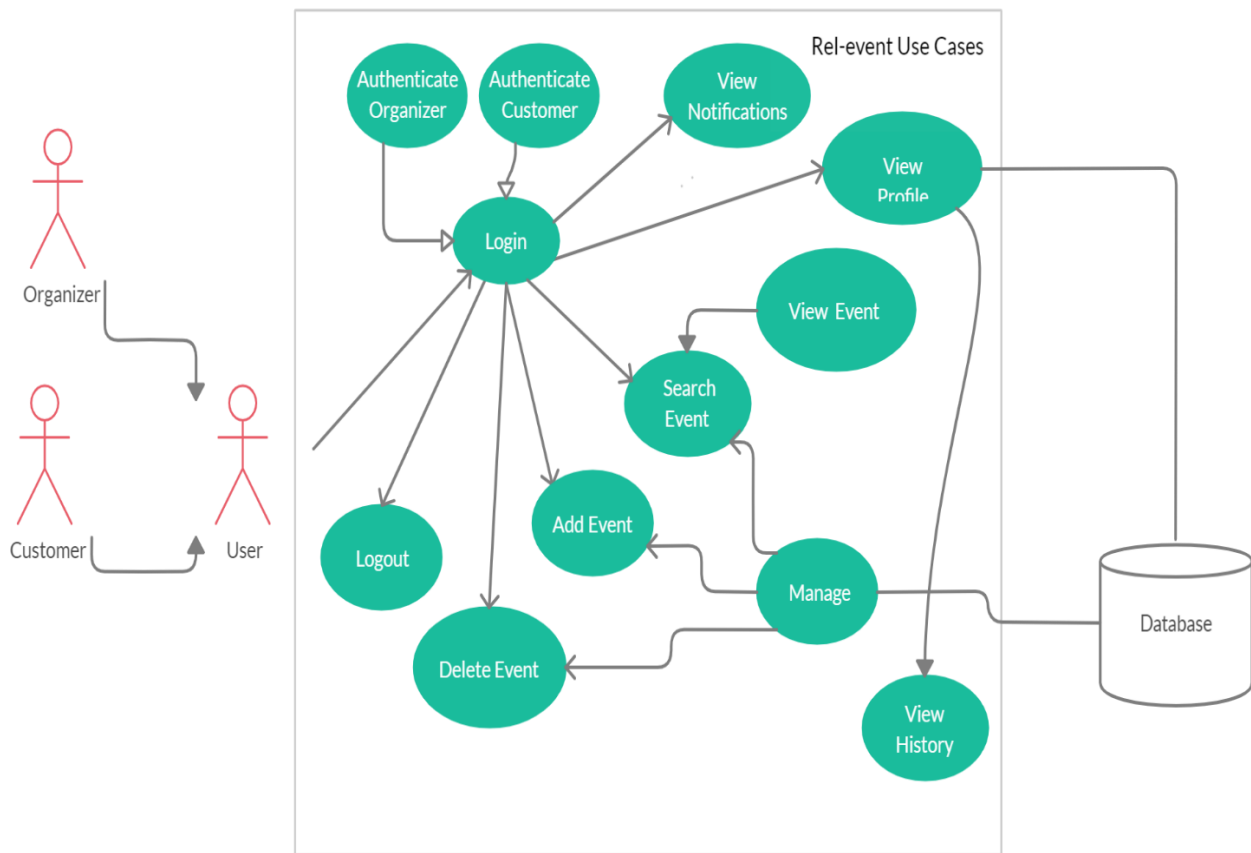 Rel-event Use Cases
Authenticate
Organizer
Authenticate
Customer
View
Notifications
View
Profile
Login
Organizer
View Event
Search
Event
Customer
User
Logout
Add Event
Manage
Database
Delete Event
View
History